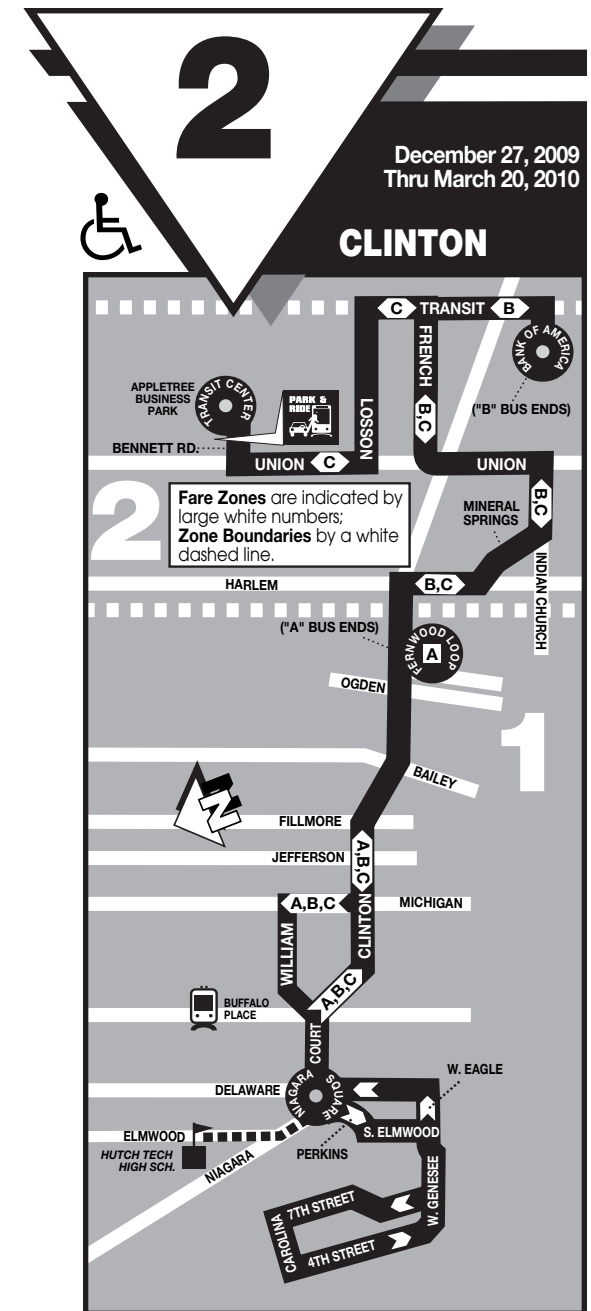 2
December 27, 2009
Thru March 20, 2010
CLINTON
C
TRANSIT
B
BANK OF AMERICA
("B" BUS ENDS)
FRENCH
B,C
LOSSON
APPLETREE
BUSINESS
PARK
TRANSIT CENTER
PARK &
RIDE
BENNETT RD.
UNION
C
UNION
2
Fare Zones are indicated by
large white numbers;
Zone Boundaries by a white
dashed line.
MINERAL
SPRINGS
B,C
INDIAN CHURCH
HARLEM
B,C
("A" BUS ENDS)
FERNWOOD LOOP
A
OGDEN
1
BAILEY
N
FILLMORE
JEFFERSON
A,B,C
A,B,C
MICHIGAN
WILLIAM
CLINTON
A,B,C
BUFFALO
PLACE
COURT
DELAWARE
NIAGARA
SQUARE
W. EAGLE
ELMWOOD
S. ELMWOOD
HUTCH TECH
HIGH SCH.
PERKINS
NIAGARA
W. GENESEE
7TH STREET
CAROLINA
4TH STREET